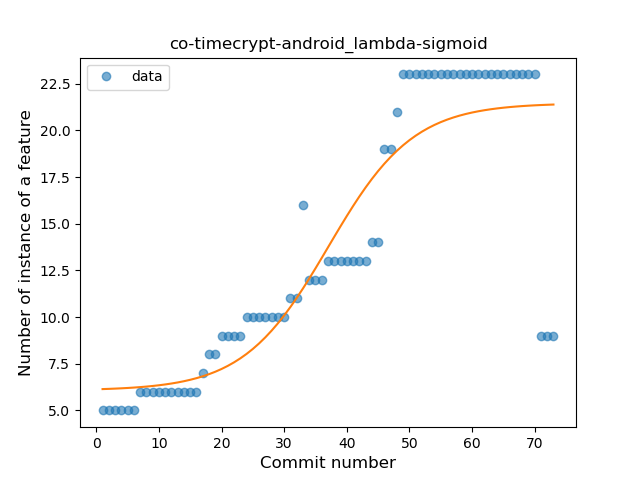 co-timecrypt-android_lambda-sigmoid
data
Number of instance of a feature
22.5
20.0
17.5
15.0
12.5
10.0
7.5
5.0
0 10 20 30 40 50 60 70
Commit number